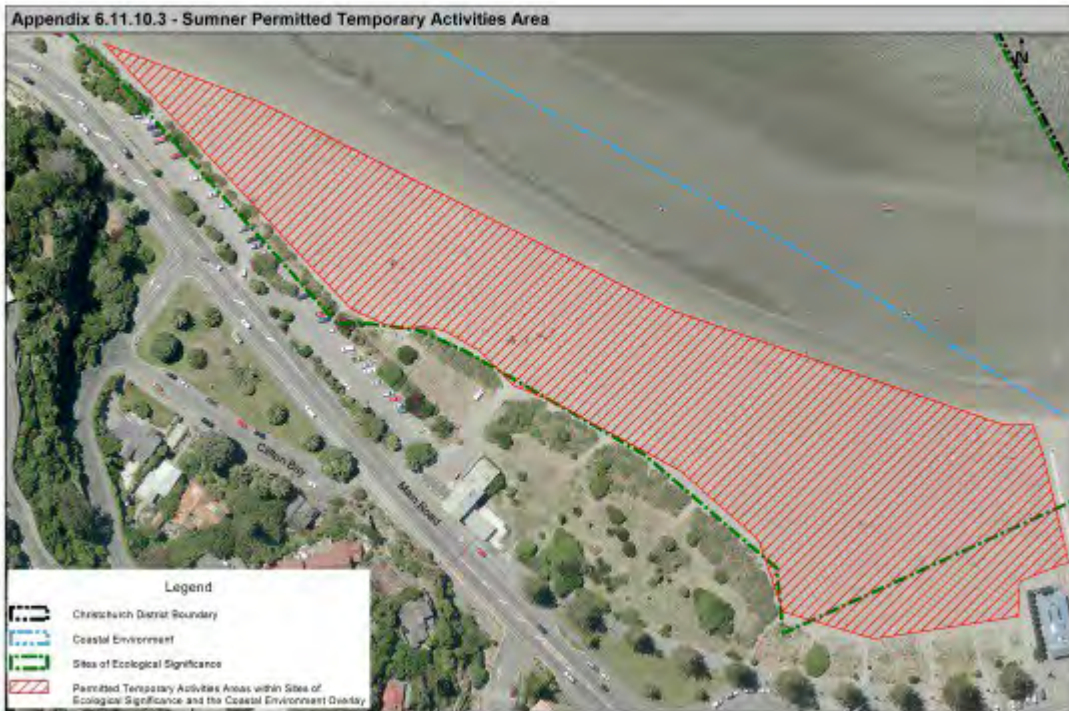 Appendix 6.11.10.3 - Sumner Permitted Temporary Activities Area
N
Clifton Bay
Main Road
Legend
Christchurch District Boundary
Coastal Environment
Sites of Ecological Significance
Permitted Temporary Activities Areas within Sites of
Ecological Significance and the Coastal Environment Overlay